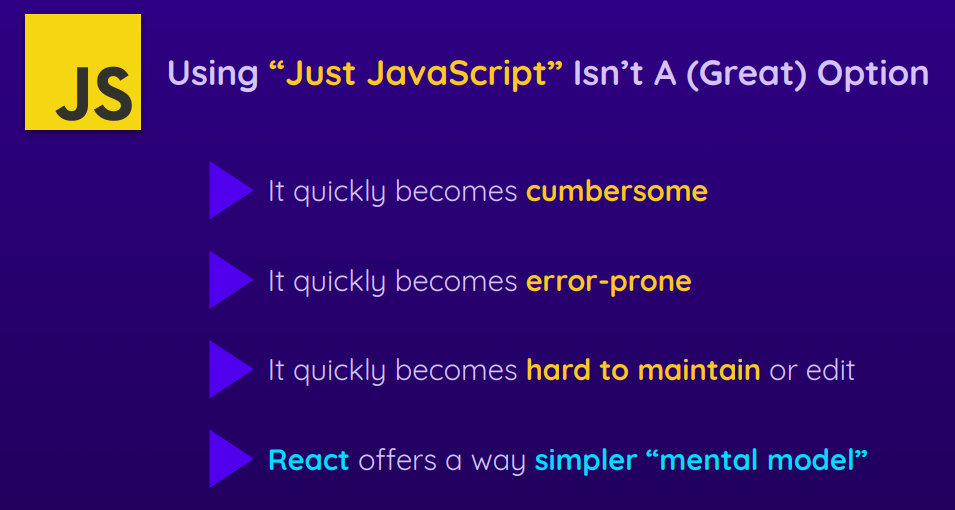 JS
Using “Just JavaScript” Isn’t A (Great) Option
It quickly becomes cumbersome
It quickly becomes error-prone
It quickly becomes hard to maintain or edit
React offers a way simpler “mental model”